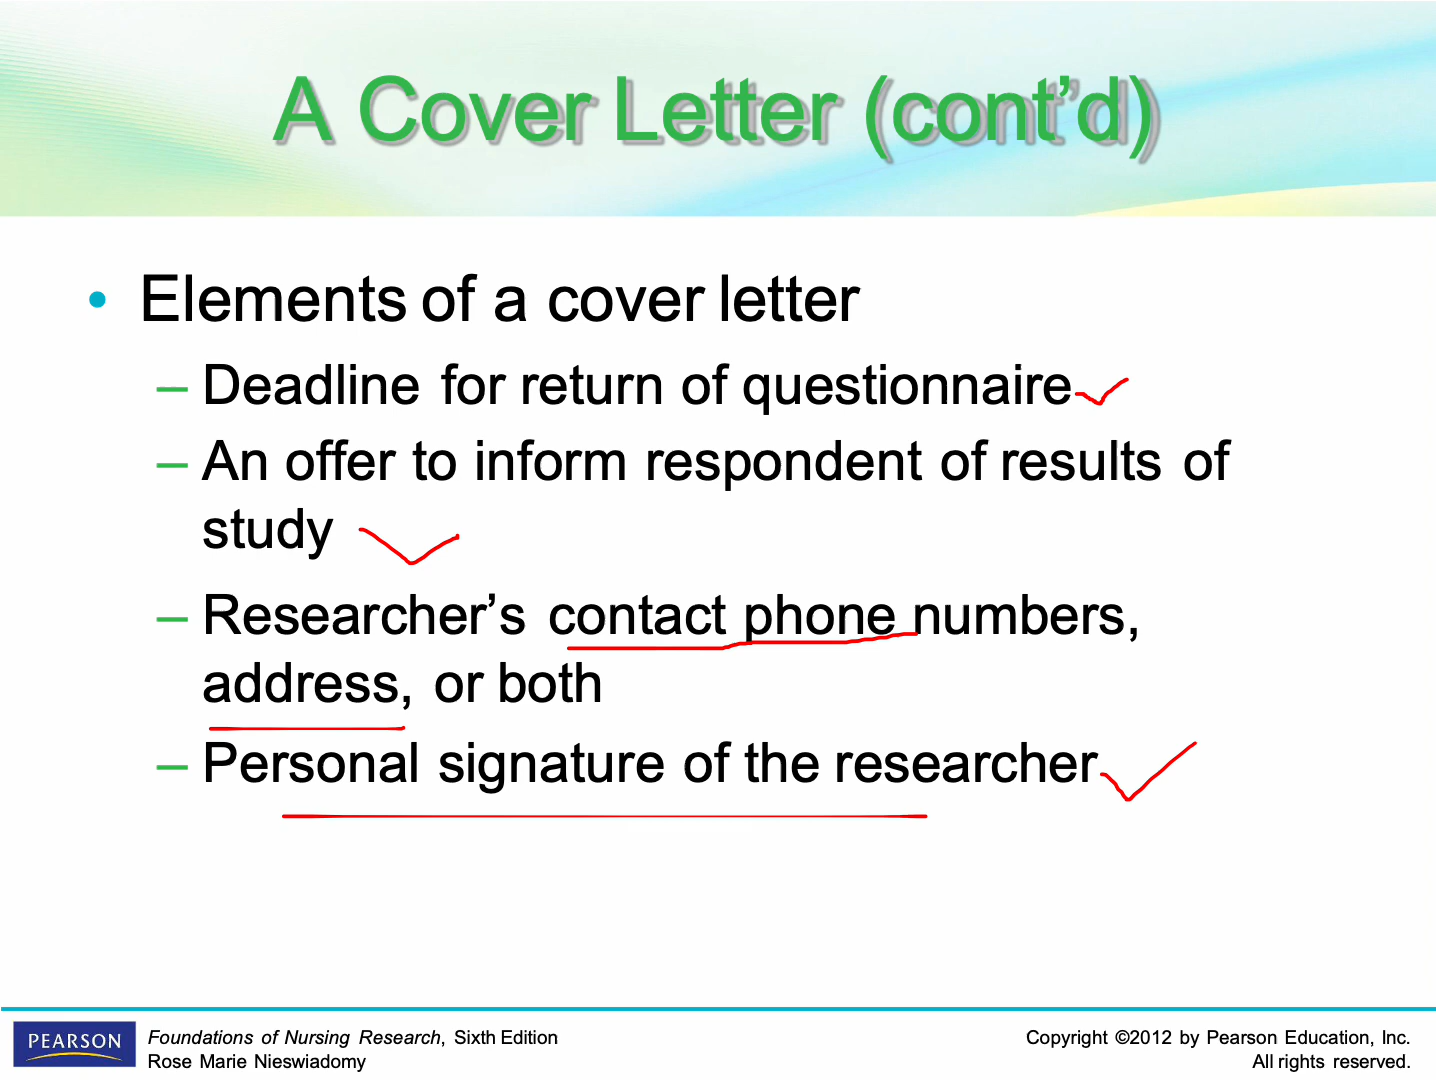 A Cover Letter (cont’d)
• Elements of a cover letter
– Deadline for return of questionnaire
– An offer to inform respondent of results of
study
– Researcher’s contact phone numbers,
address, or both
– Personal signature of the researcher
PEARSON
Foundations of Nursing Research, Sixth Edition
Rose Marie Nieswiadomy
Copyright ©2012 by Pearson Education, Inc.
All rights reserved.